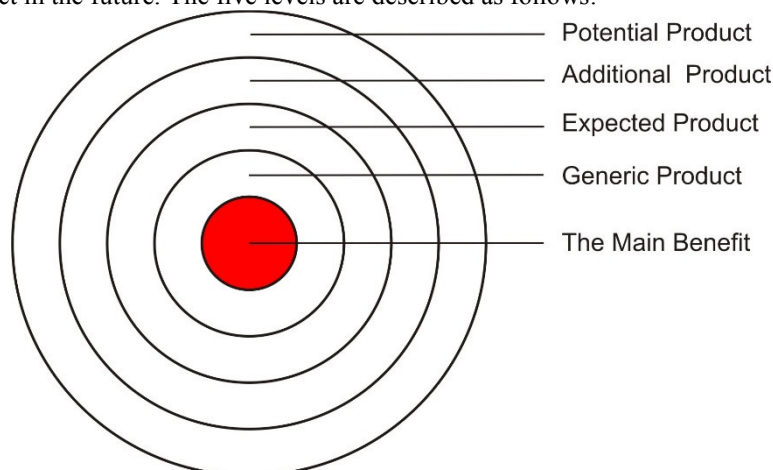 ct in the future. The five levels are described as follows:
Potential Product
Additional Product
Expected Product
Generic Product
The Main Benefit